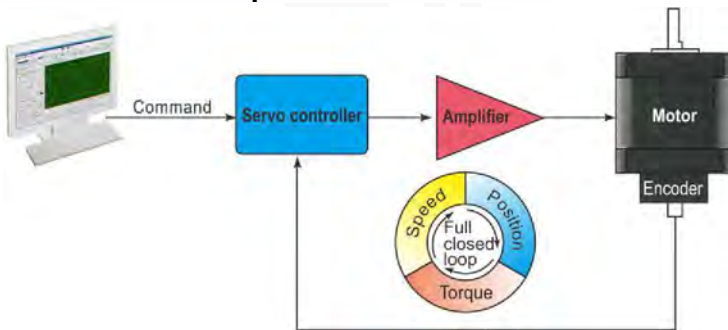 Command
Servo controller
Amplifier
Motor
Encoder
Speed
Position
Full
closed
loop
Torque